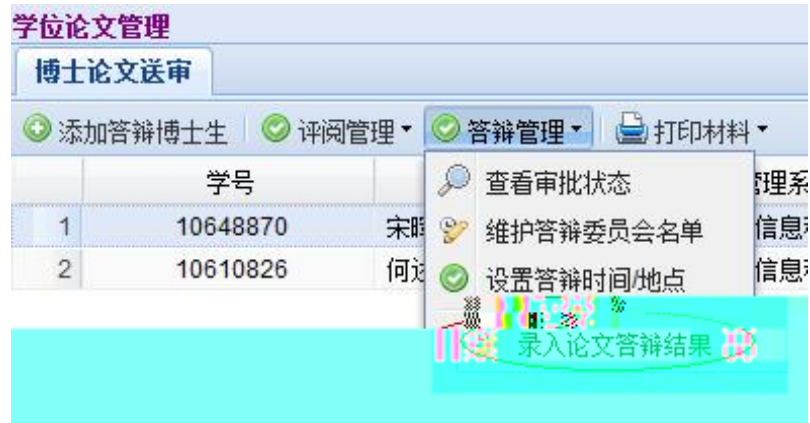 学位论文管理
博士论文送审
添加答辩博士生 评阅管理 答辩管理 打印材料
学号 查看审批状态 管理系
1 10648870 宋 维护答辩委员会名单 信息
2 10610826 何 设置答辩时间/地点 信息
录入论文答辩结果